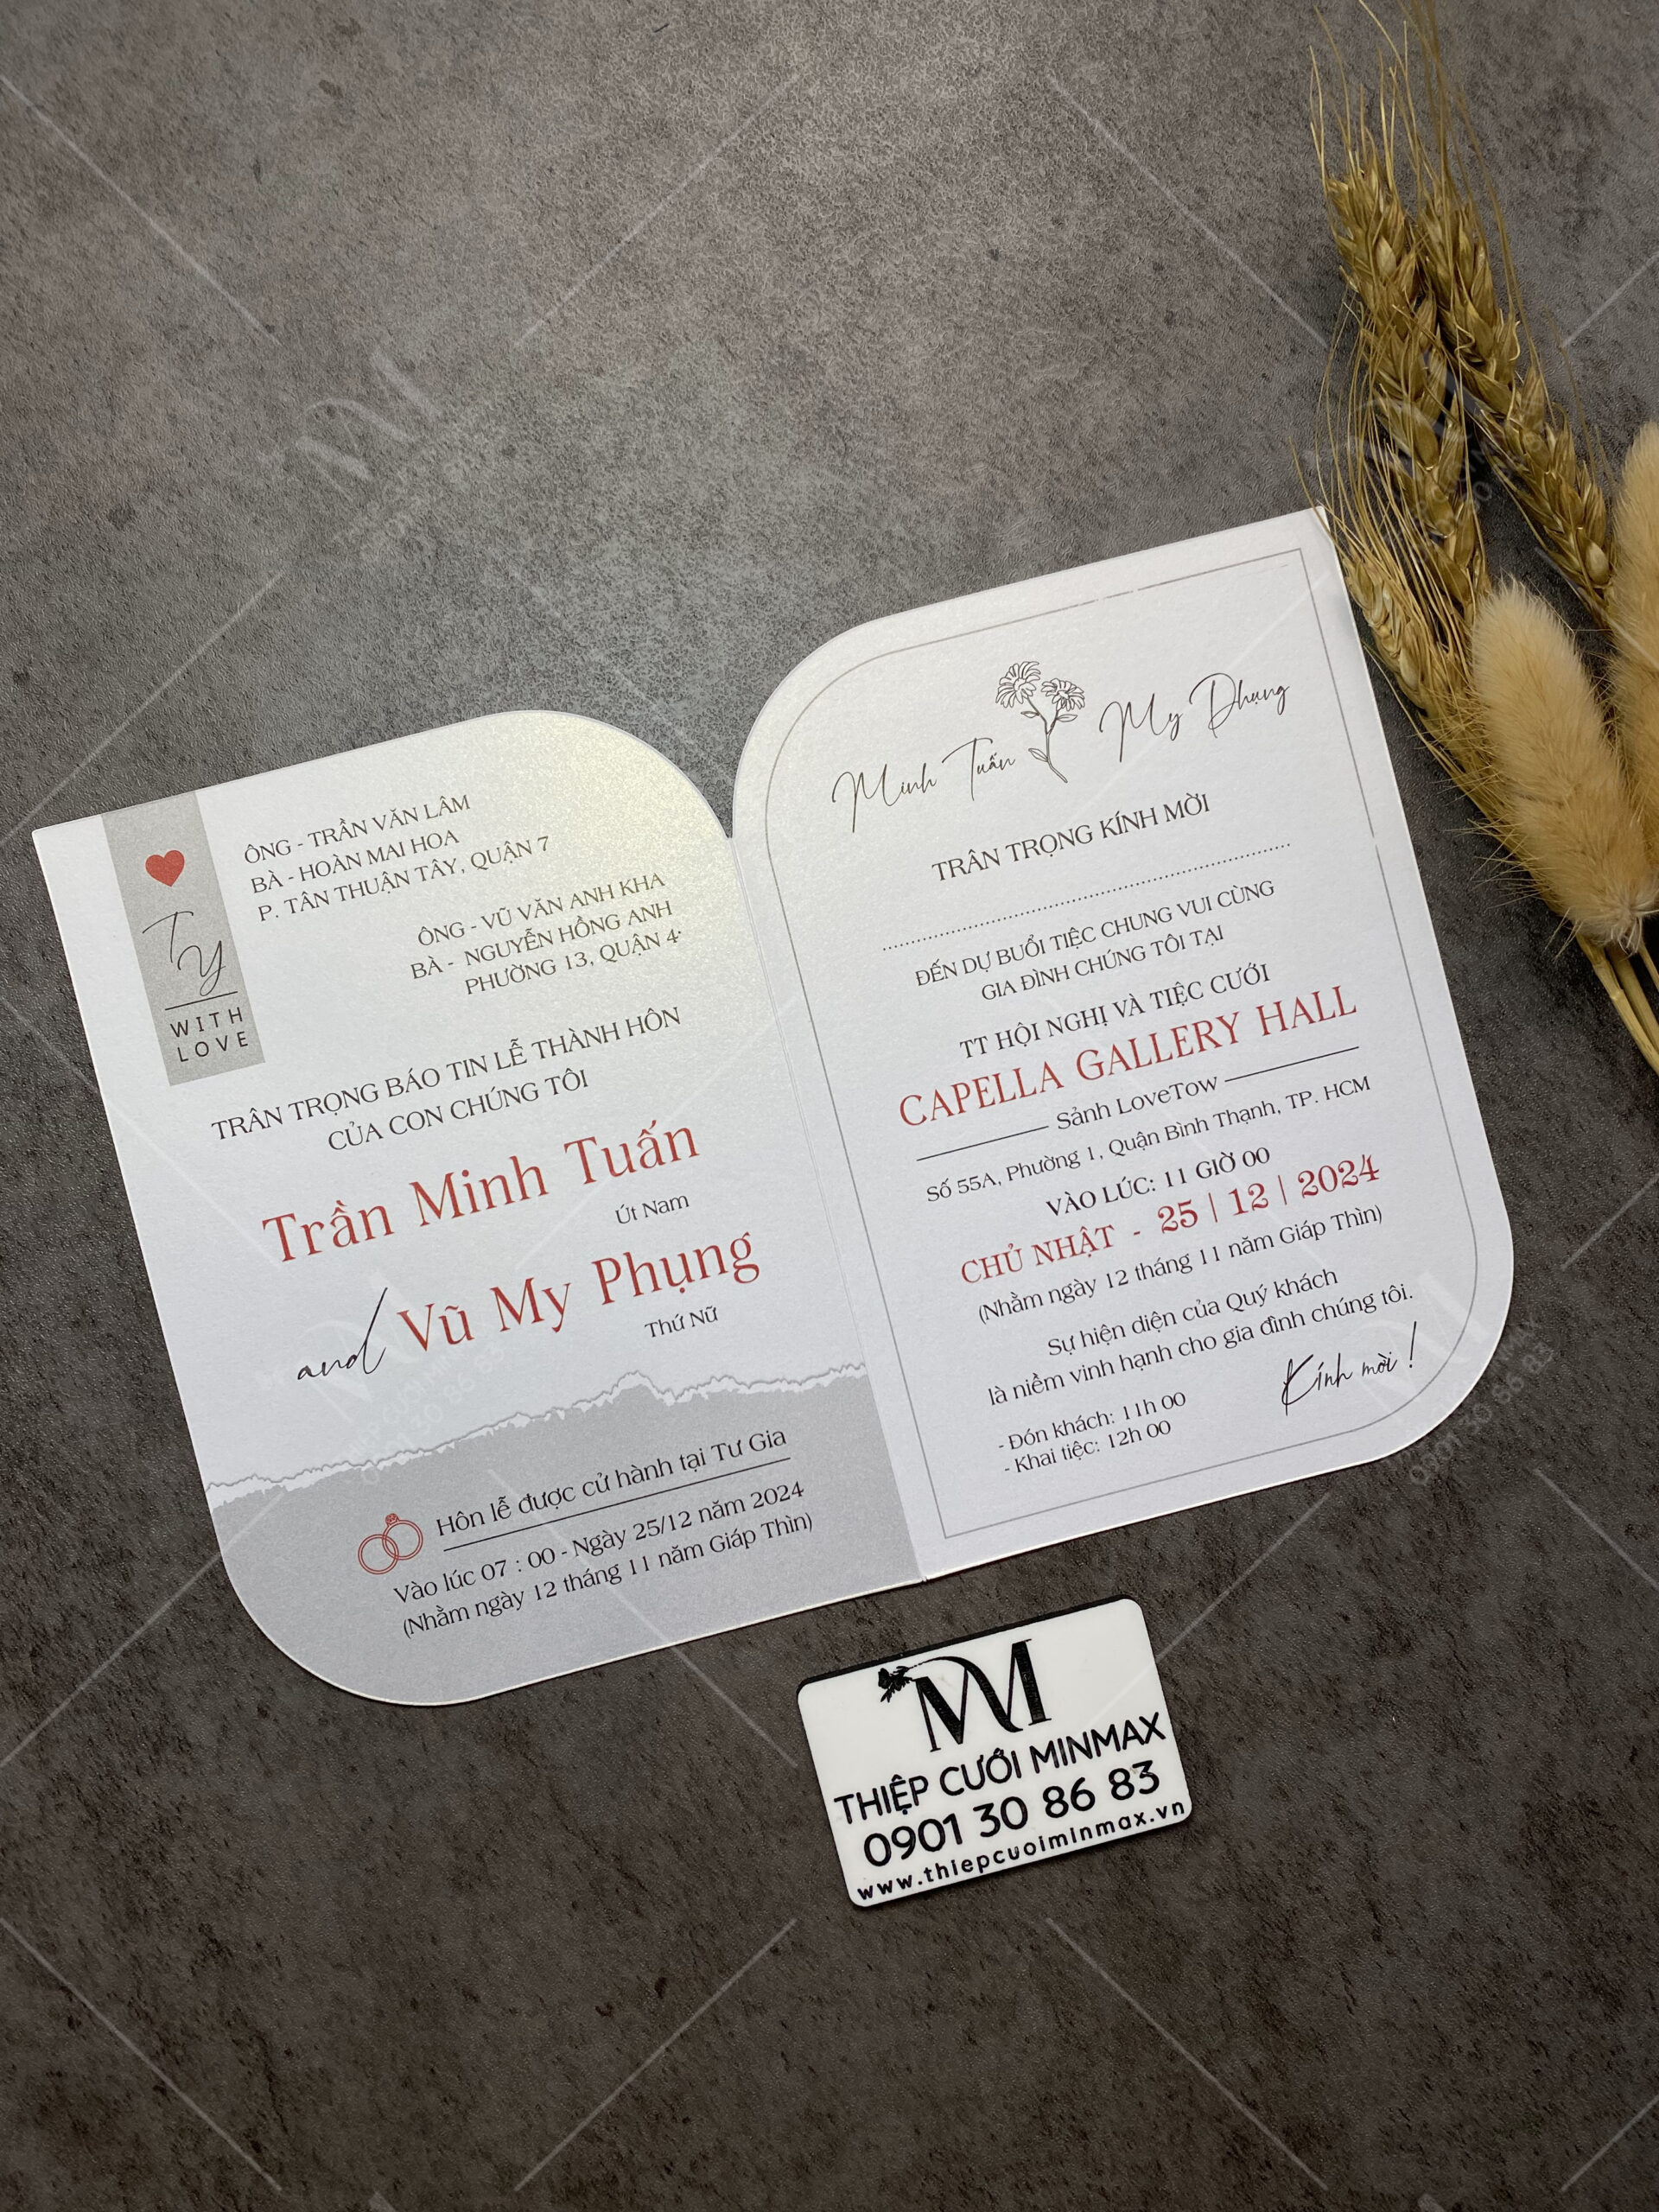 T
Y
WITH
LOVE
ÔNG - TRẦN VĂN LÂM
BÀ - HOÀN MAI HOA
P. TÂN THUẬN TÂY, QUẬN 7
ÔNG - VŨ VĂN ANH KHA
BÀ - NGUYỄN HỒNG ANH
PHƯỜNG 13, QUẬN 4
TRÂN TRỌNG BÁO TIN LỄ THÀNH HÔN
CỦA CON CHÚNG TÔI
Trần Minh Tuấn
Út Nam
and Vũ My Phụng
Thứ Nữ
Hôn lễ được cử hành tại Tư Gia
Vào lúc 07 : 00 - Ngày 25/12 năm 2024
(Nhằm ngày 12 tháng 11 năm Giáp Thìn)
Minh Tuấn My Phụng
TRÂN TRỌNG KÍNH MỜI
ĐẾN DỰ BUỔI TIỆC CHUNG VUI CÙNG
GIA ĐÌNH CHÚNG TÔI TẠI
TT HỘI NGHỊ VÀ TIỆC CƯỚI
CAPELLA GALLERY HALL
Sảnh LoveTow
Số 55A, Phường 1, Quận Bình Thạnh, TP. HCM
VÀO LÚC: 11 GIỜ 00
CHỦ NHẬT - 25 | 12 | 2024
(Nhằm ngày 12 tháng 11 năm Giáp Thìn)
Sự hiện diện của Quý khách
là niềm vinh hạnh cho gia đình chúng tôi.
Kính mời !
- Đón khách: 11h 00
- Khai tiệc: 12h 00
M
THIỆP CƯỚI MINMAX
0901 30 86 83
www.thiepcuoiminmax.vn